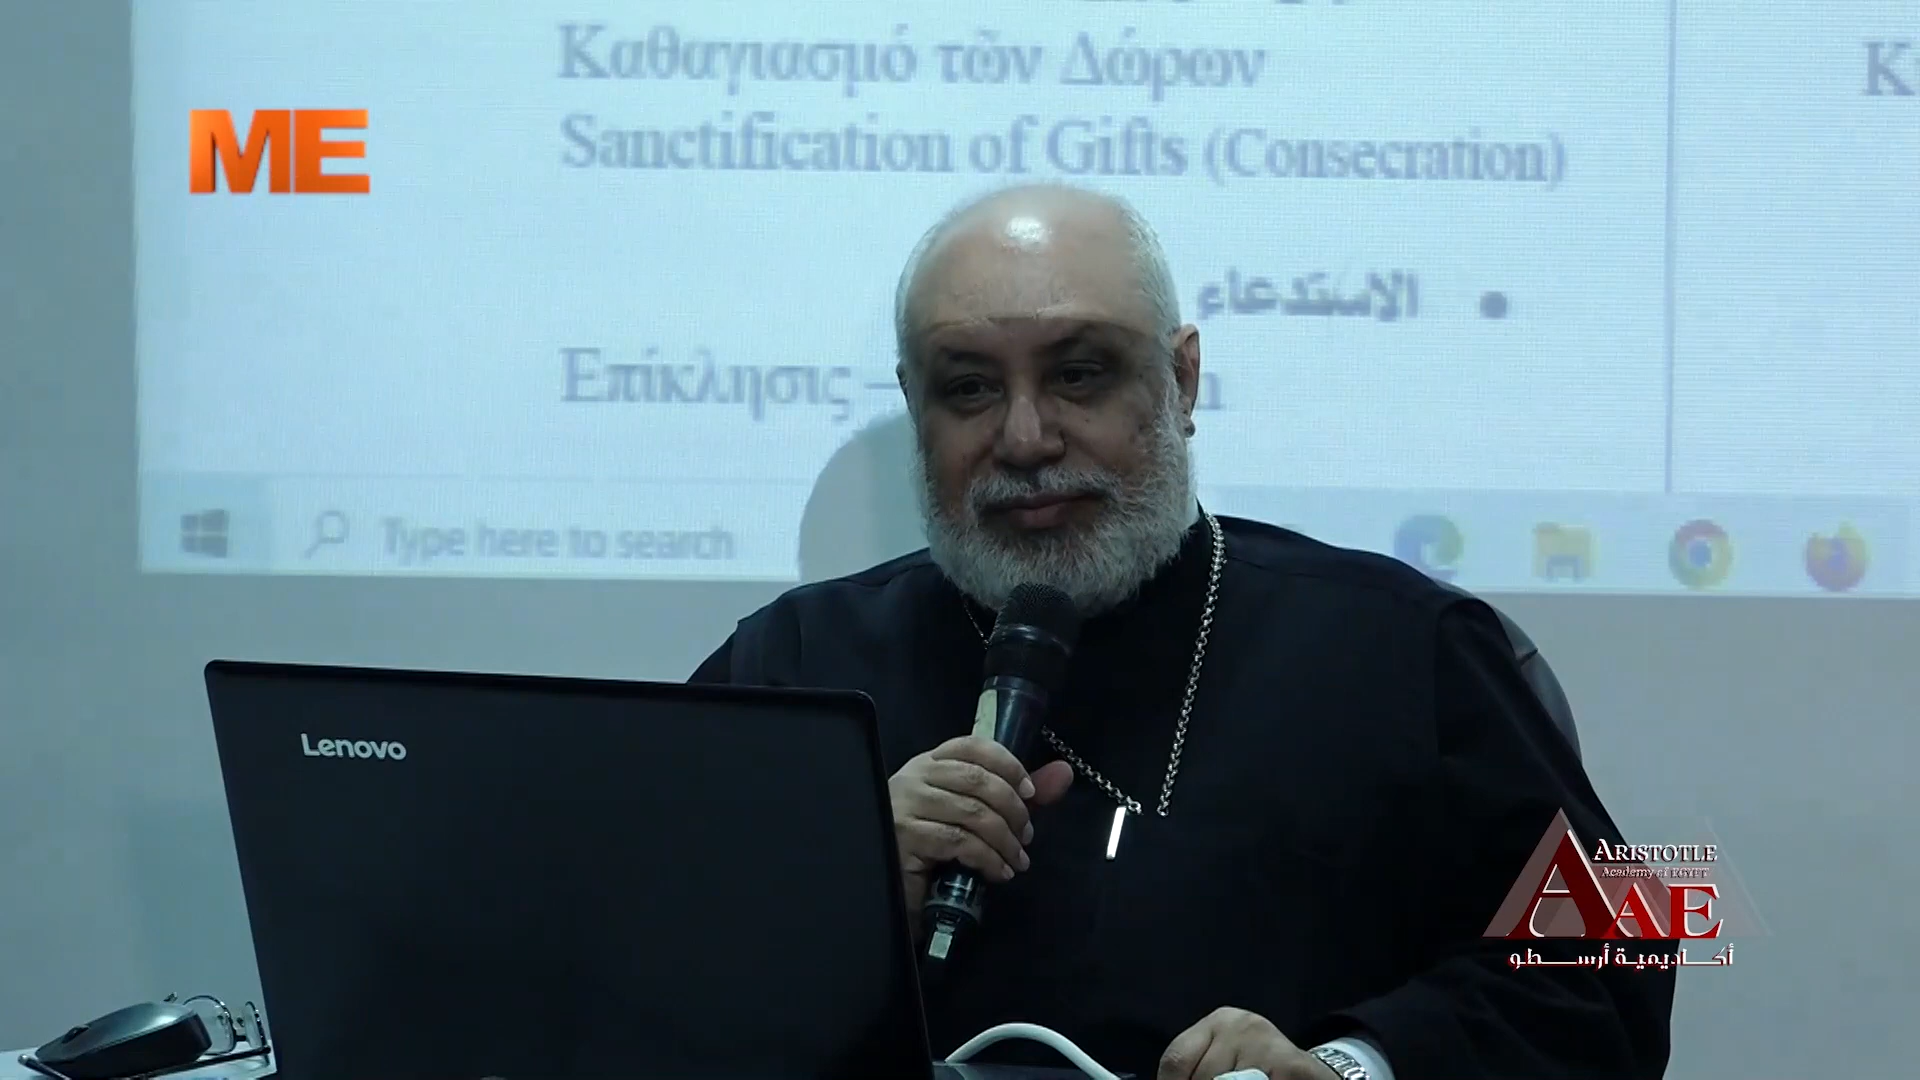 Καθαγιασμό τῶν Δώρων
Sanctification of Gifts (Consecration)
ME
الاستدعاء
Επίκλησις –
Type here to search
Lenovo
ARISTOTLE
Academy of EGYPT
AAE
أكاديمية أرسطو